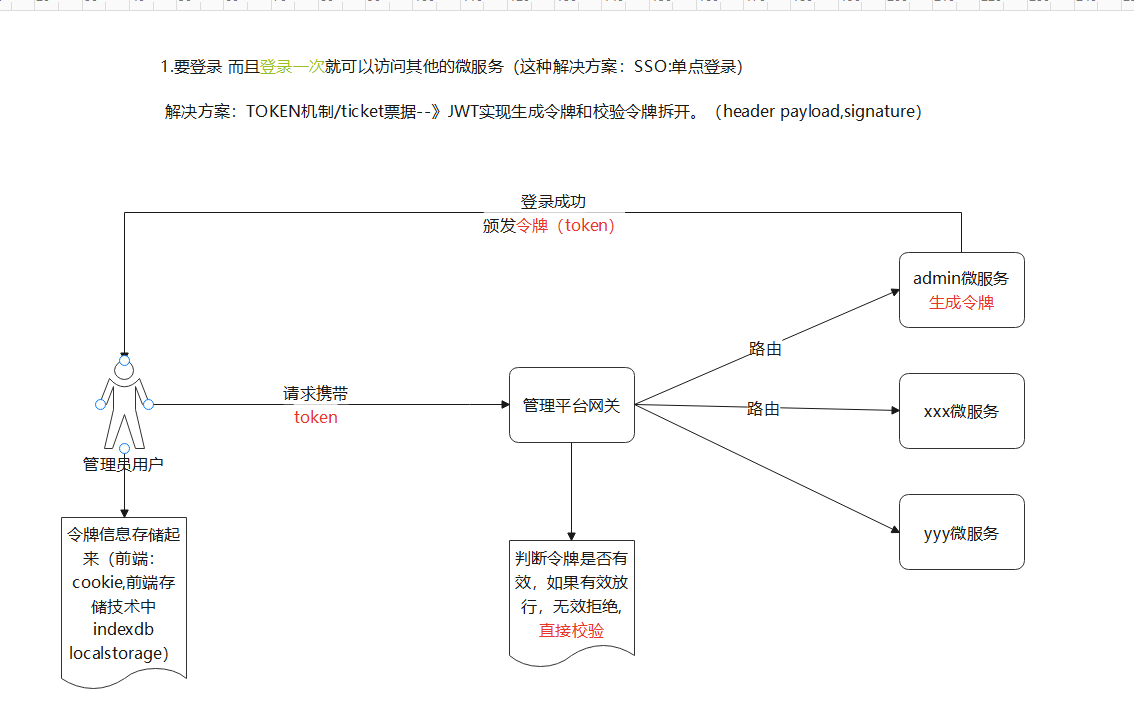 1.要登录 而且登录一次就可以访问其他的微服务（这种解决方案：SSO:单点登录）
解决方案：TOKEN机制/ticket票据--》JWT实现生成令牌和校验令牌拆开。（header payload,signature）
登录成功
颁发令牌（token）
admin微服务
生成令牌
路由
请求携带
token
管理平台网关
路由
xxx微服务
管理员用户
yyy微服务
令牌信息存储起
来（前端：
cookie,前端存
储技术中
indexdb
localstorage）
判断令牌是否有
效，如果有效放
行，无效拒绝,
直接校验